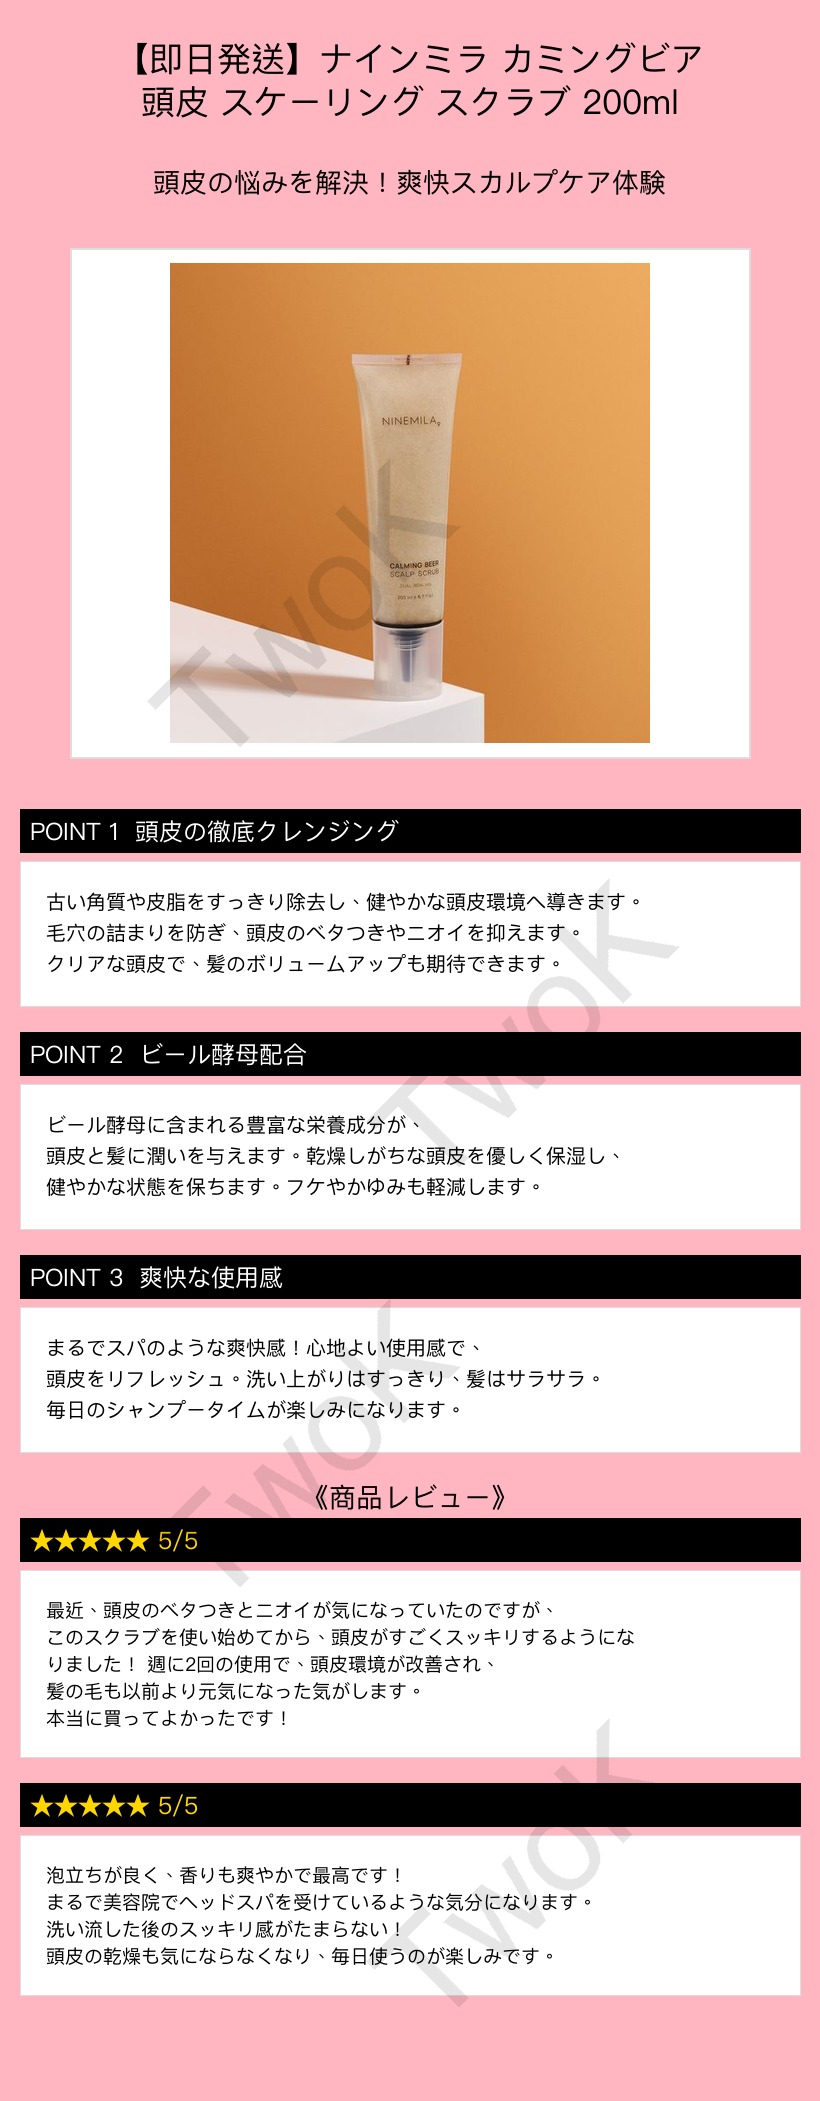 【即日発送】ナインミラ カミングビア
頭皮 スケーリング スクラブ 200ml
頭皮の悩みを解決！爽快スカルプケア体験
NINEMILA9
CALMING BEER
SCALP SCRUB
TwoK
POINT 1 頭皮の徹底クレンジング
古い角質や皮脂をすっきり除去し、健やかな頭皮環境へ導きます。
毛穴の詰まりを防ぎ、頭皮のベタつきやニオイを抑えます。
クリアな頭皮で、髪のボリュームアップも期待できます。
TwoK
POINT 2 ビール酵母配合
ビール酵母に含まれる豊富な栄養成分が、
頭皮と髪に潤いを与えます。乾燥しがちな頭皮を優しく保湿し、
健やかな状態を保ちます。フケやかゆみも軽減します。
POINT 3 爽快な使用感
まるでスパのような爽快感！心地よい使用感で、
頭皮をリフレッシュ。洗い上がりはすっきり、髪はサラサラ。
毎日のシャンプータイムが楽しみになります。
TwoK
《商品レビュー》
★★★★★ 5/5
最近、頭皮のベタつきとニオイが気になっていたのですが、
このスクラブを使い始めてから、頭皮がすごくスッキリするようにな
りました！ 週に2回の使用で、頭皮環境が改善され、
髪の毛も以前より元気になった気がします。
本当に買ってよかったです！
★★★★★ 5/5
泡立ちが良く、香りも爽やかで最高です！
まるで美容院でヘッドスパを受けているような気分になります。
洗い流した後のスッキリ感がたまらない！
頭皮の乾燥も気にならなくなり、毎日使うのが楽しみです。
TwoK